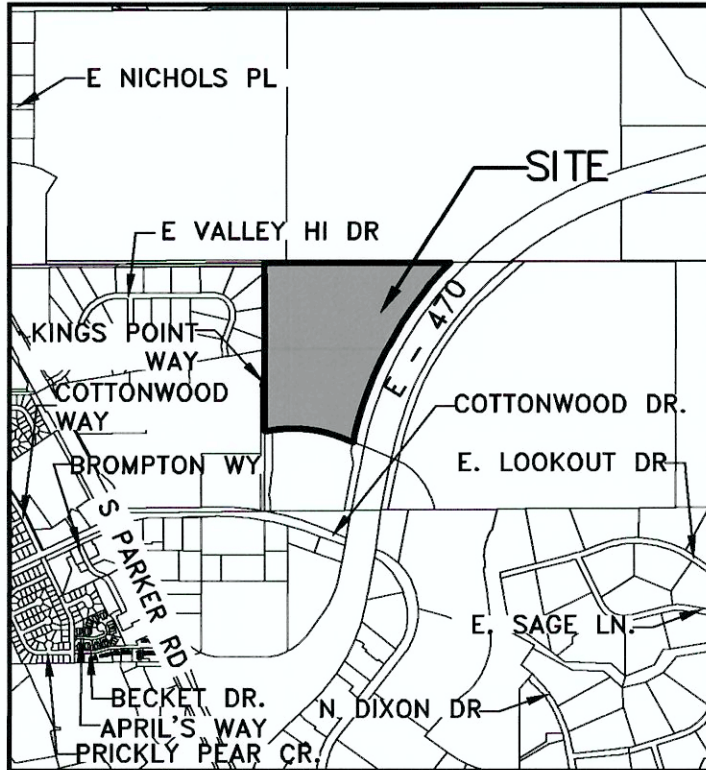 E NICHOLS PL
SITE
E VALLEY HI DR
E - 470
KINGS POINT
WAY
COTTONWOOD
WAY
COTTONWOOD DR.
BROMPTON WY
E. LOOKOUT DR
S PARKER RD
E. SAGE LN.
BECKET DR.
N. DIXON DR
APRIL'S WAY
PRICKLY PEAR CR.